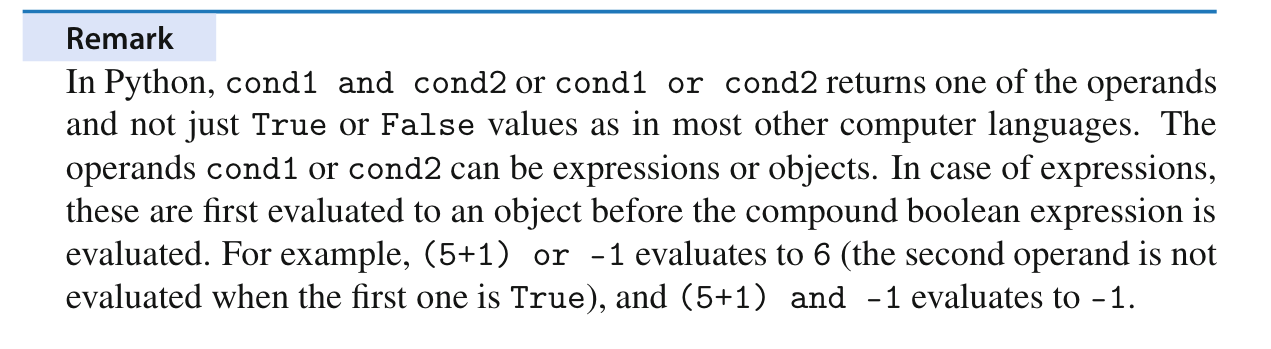 Remark
In Python, cond1 and cond2 or cond1 or cond2 returns one of the operands
and not just True or False values as in most other computer languages. The
operands cond1 or cond2 can be expressions or objects. In case of expressions,
these are first evaluated to an object before the compound boolean expression is
evaluated. For example, (5+1) or -1 evaluates to 6 (the second operand is not
evaluated when the first one is True), and (5+1) and -1 evaluates to -1.